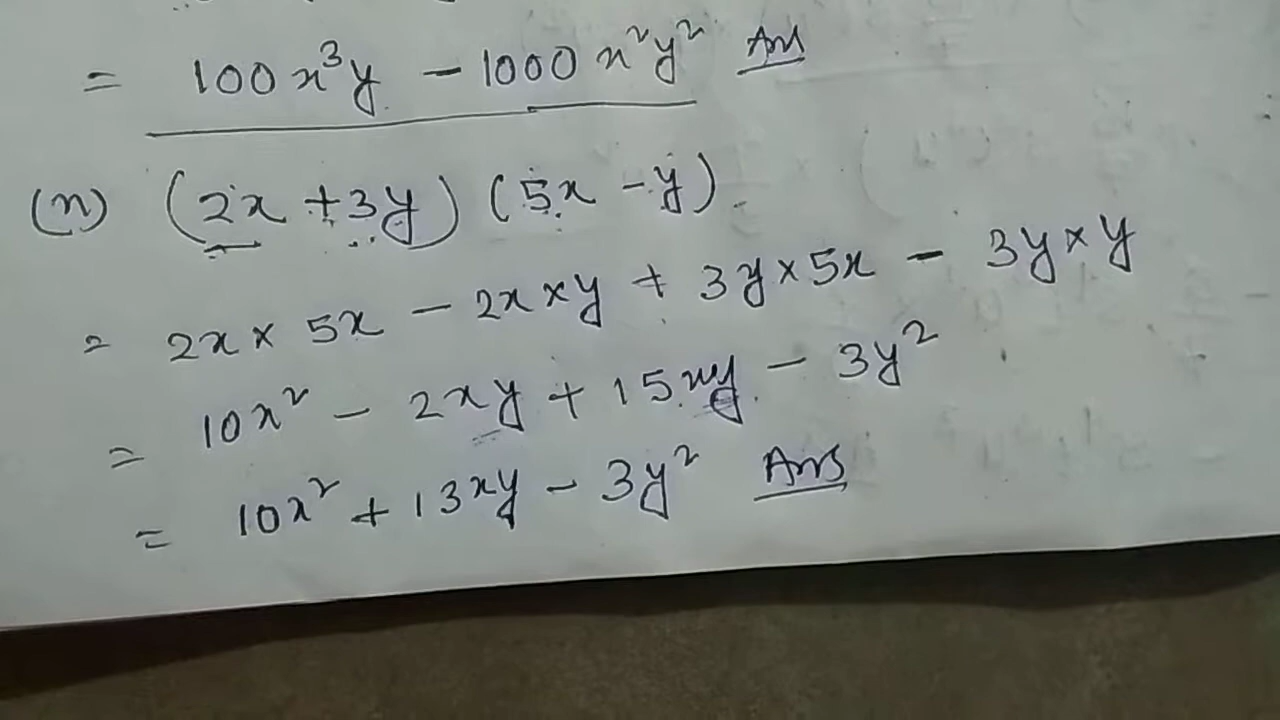 = 100x³y - 1000x²y² Ans
(n) (2x + 3y) (5x - y)
= 2x × 5x - 2x × y + 3y × 5x - 3y × y
= 10x² - 2xy + 15xy - 3y²
= 10x² + 13xy - 3y² Ans